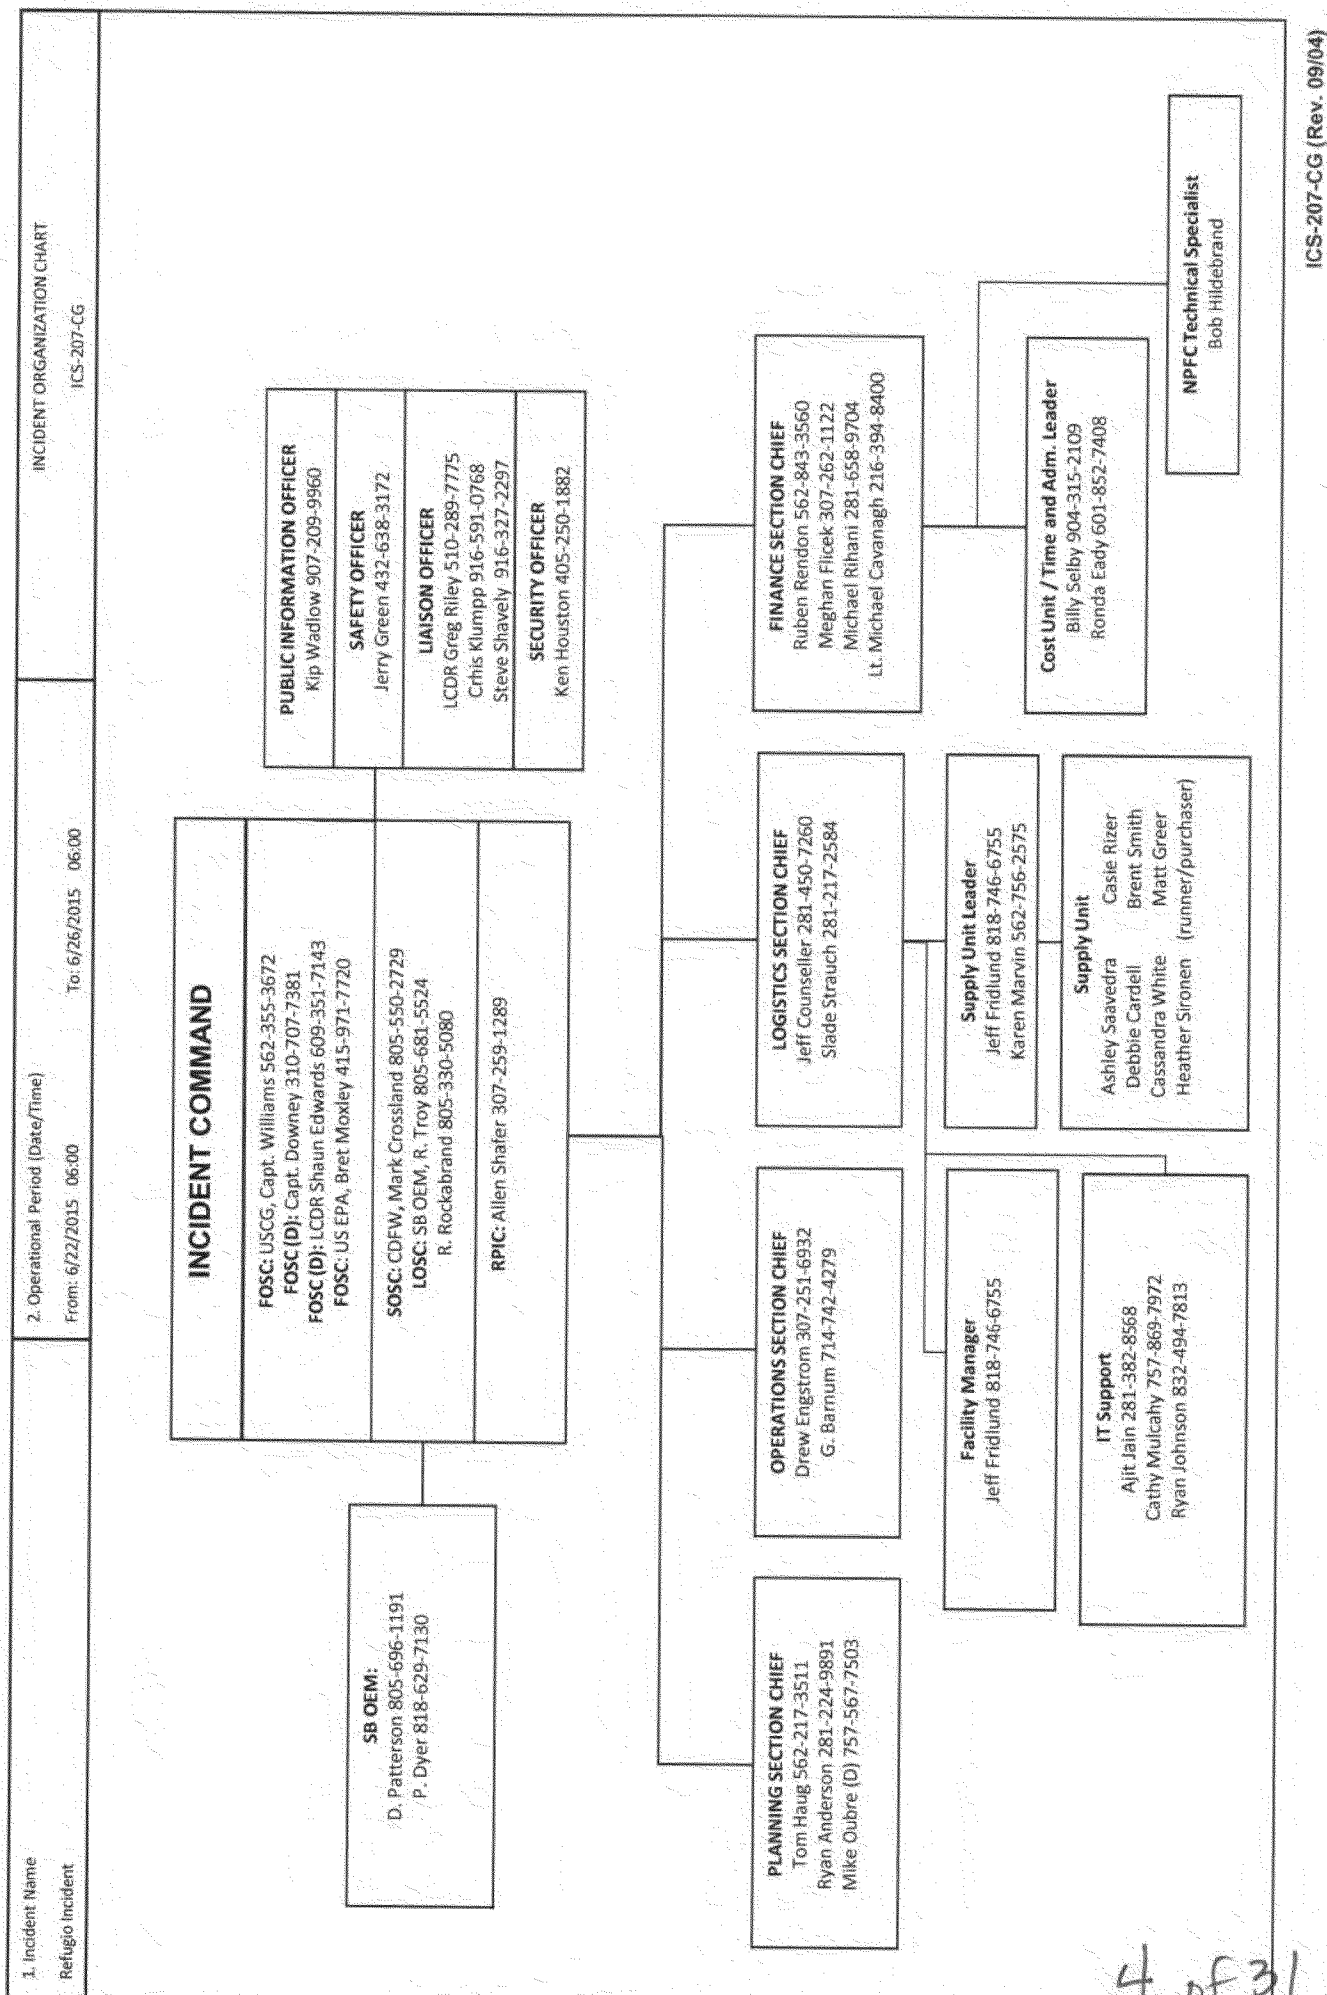 1. Incident Name
Refugio Incident
2. Operational Period (Date/Time)
From: 6/22/2015 06:00 To: 6/26/2015 06:00
INCIDENT ORGANIZATION CHART
ICS-207-CG
INCIDENT COMMAND
FOSC: USCG, Capt. Williams 562-355-3672
FOSC (D): Capt. Downey 310-707-7381
FOSC (D): LCDR Shaun Edwards 609-351-7143
FOSC: US EPA, Bret Moxley 415-971-7720
SOSC: CDFW, Mark Crossland 805-550-2729
LOSC: SB OEM, R. Troy 805-681-5524
R. Rockabrand 805-330-5080
RPIC: Allen Shafer 307-259-1289
SB OEM:
D. Patterson 805-696-1191
P. Dyer 818-629-7130
PUBLIC INFORMATION OFFICER
Kip Wadlow 907-209-9960
SAFETY OFFICER
Jerry Green 432-638-3172
LIAISON OFFICER
LCDR Greg Riley 510-289-7775
Crhis Klumpp 916-591-0768
Steve Shavely 916-327-2297
SECURITY OFFICER
Ken Houston 405-250-1882
PLANNING SECTION CHIEF
Tom Haug 562-217-3511
Ryan Anderson 281-224-9891
Mike Oubre (D) 757-567-7503
OPERATIONS SECTION CHIEF
Drew Engstrom 307-251-6932
G. Barnum 714-742-4279
LOGISTICS SECTION CHIEF
Jeff Counseller 281-450-7260
Slade Strauch 281-217-2584
FINANCE SECTION CHIEF
Ruben Rendon 562-843-3560
Meghan Flicek 307-262-1122
Michael Rihani 281-658-9704
Lt. Michael Cavanagh 216-394-8400
Facility Manager
Jeff Fridlund 818-746-6755
Supply Unit Leader
Jeff Fridlund 818-746-6755
Karen Marvin 562-756-2575
Cost Unit / Time and Adm. Leader
Billy Selby 904-315-2109
Ronda Eady 601-852-7408
IT Support
Ajit Jain 281-382-8568
Cathy Mulcahy 757-869-7972
Ryan Johnson 832-494-7813
Supply Unit
Ashley Saavedra Casie Rizer
Debbie Cardell Brent Smith
Cassandra White Matt Greer
Heather Sironen (runner/purchaser)
NPFC Technical Specialist
Bob Hildebrand
ICS-207-CG (Rev. 09/04)
4 of 31